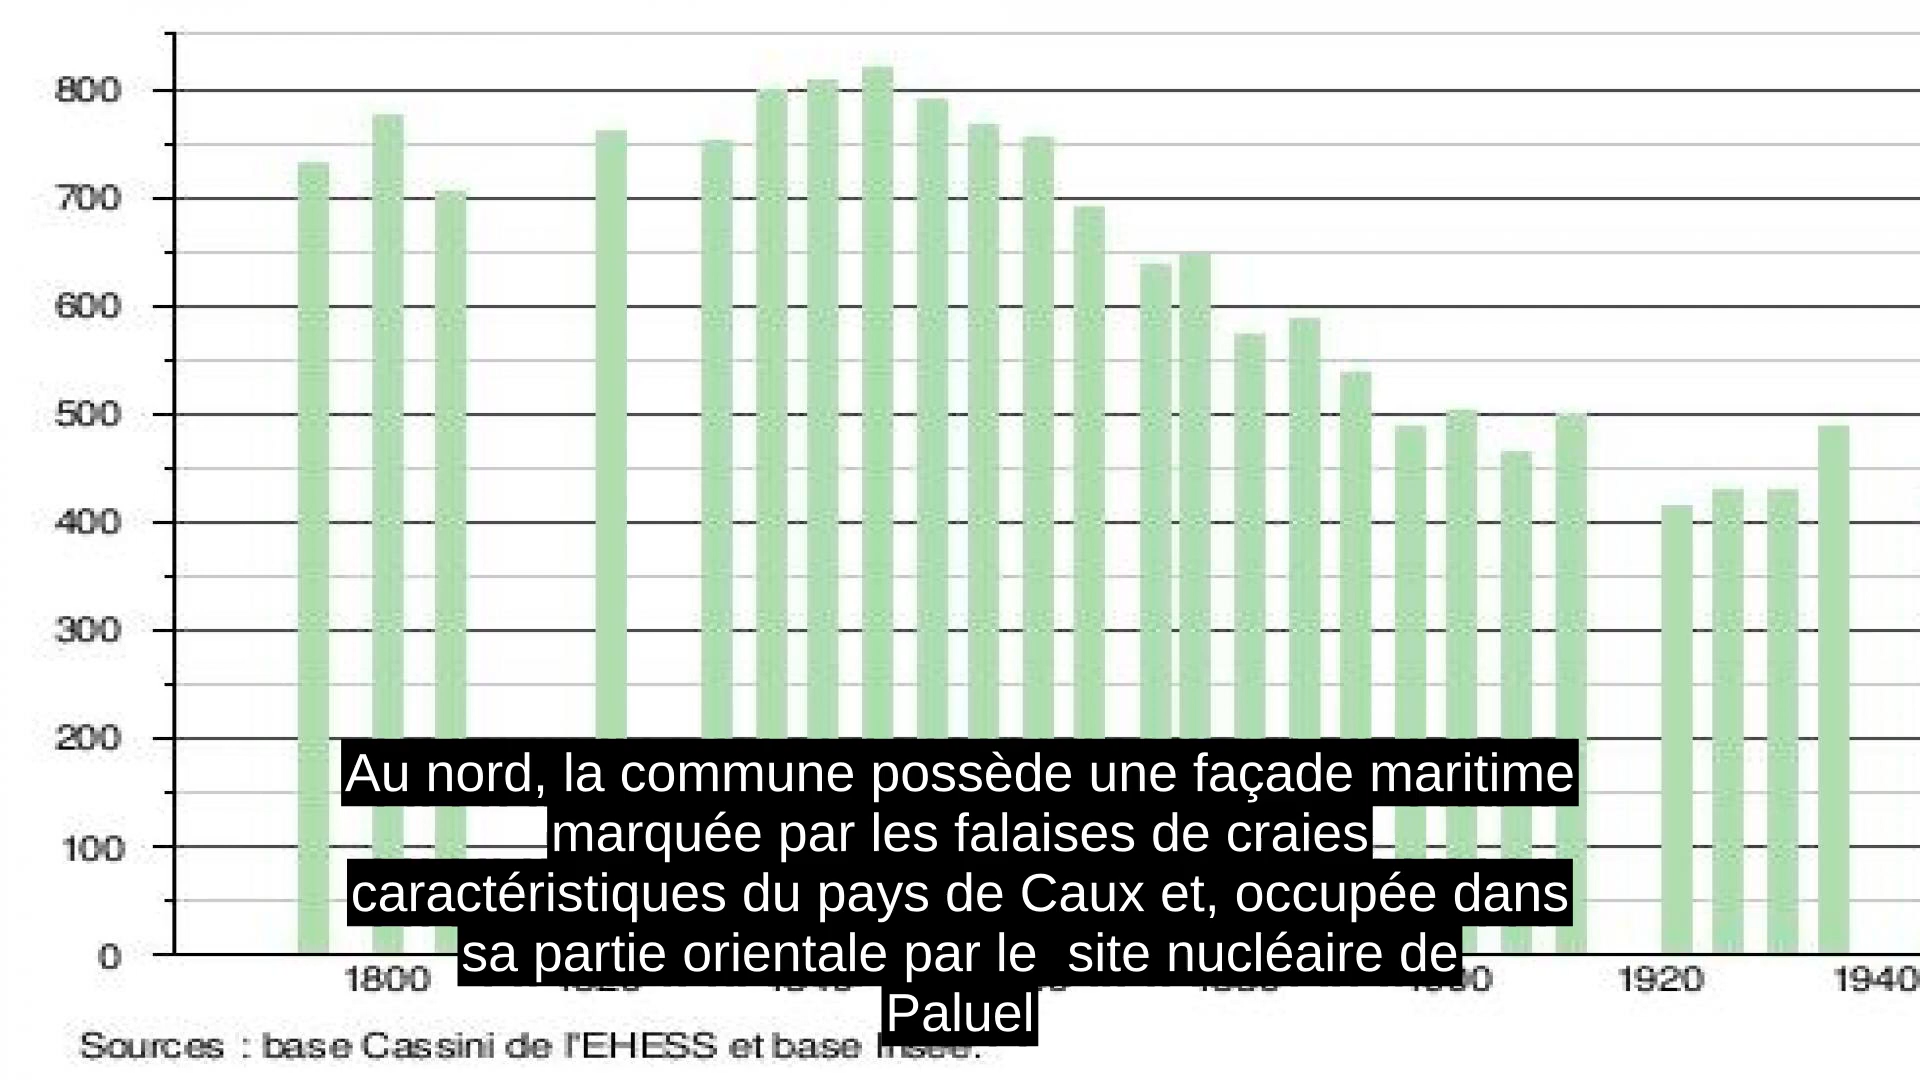 800
700
600
500
400
300
200
100
0
Au nord, la commune possède une façade maritime
marquée par les falaises de craies
caractéristiques du pays de Caux et, occupée dans
sa partie orientale par le  site nucléaire de
Paluel
1800 1920 1940
Sources : base Cassini de l'EHESS et base